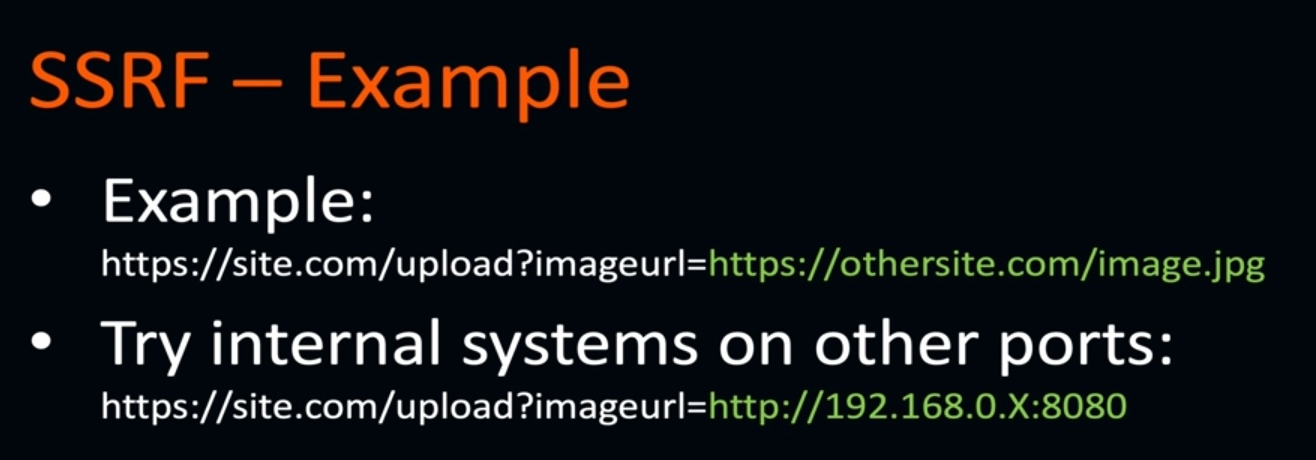 SSRF – Example
• Example:
https://site.com/upload?imageurl=https://othersite.com/image.jpg
• Try internal systems on other ports:
https://site.com/upload?imageurl=http://192.168.0.X:8080